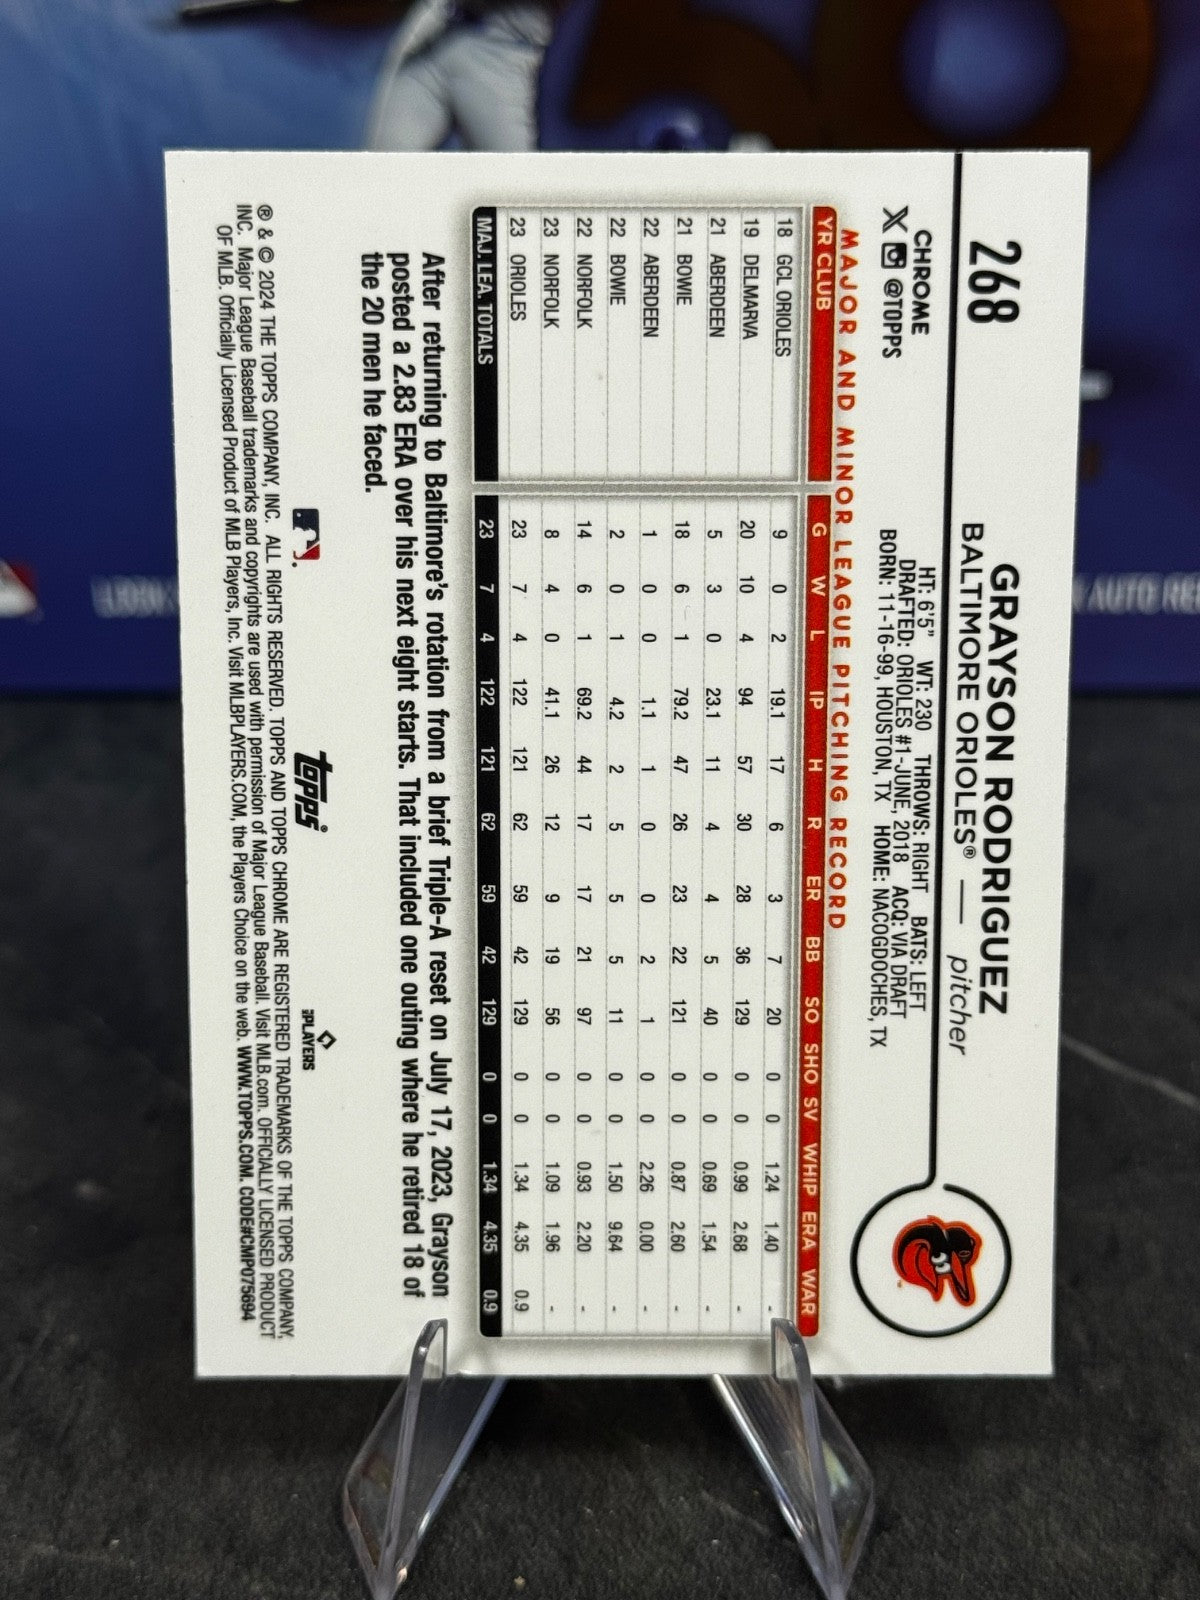 268
CHROME
X @TOPPS
GRAYSON RODRIGUEZ
BALTIMORE ORIOLES® — pitcher
HT: 6'5" WT: 230 THROWS: RIGHT BATS: LEFT
DRAFTED: ORIOLES #1-JUNE, 2018 ACQ: VIA DRAFT
BORN: 11-16-99, HOUSTON, TX HOME: NACOGDOCHES, TX
MAJOR AND MINOR LEAGUE PITCHING RECORD
YR CLUB G W L IP H R ER BB SO SHO SV WHIP ERA WAR
18 GCL ORIOLES 9 0 2 19.1 17 6 3 7 20 0 0 1.24 1.40 -
19 DELMARVA 20 10 4 94 57 30 28 36 129 0 0 0.99 2.68 -
21 ABERDEEN 5 3 0 23.1 11 4 4 5 40 0 0 0.69 1.54 -
21 BOWIE 18 6 1 79.2 47 26 23 22 121 0 0 0.87 2.60 -
22 ABERDEEN 1 0 0 1.1 1 0 0 2 1 0 0 2.26 0.00 -
22 BOWIE 2 0 1 4.2 2 5 5 5 11 0 0 1.50 9.64 -
22 NORFOLK 14 6 1 69.2 44 17 17 21 97 0 0 0.93 2.20 -
23 NORFOLK 8 4 0 41.1 26 12 9 19 56 0 0 1.09 1.96 -
23 ORIOLES 23 7 4 122 121 62 59 42 129 0 0 1.34 4.35 0.9
MAJ. LEA. TOTALS 23 7 4 122 121 62 59 42 129 0 0 1.34 4.35 0.9
After returning to Baltimore's rotation from a brief Triple-A reset on July 17, 2023, Grayson
posted a 2.83 ERA over his next eight starts. That included one outing where he retired 18 of
the 20 men he faced.
topps®
PLAYERS
® & © 2024 THE TOPPS COMPANY, INC. ALL RIGHTS RESERVED. TOPPS AND TOPPS CHROME ARE REGISTERED TRADEMARKS OF THE TOPPS COMPANY,
INC. Major League Baseball trademarks and copyrights are used with permission of Major League Baseball. Visit MLB.com. OFFICIALLY LICENSED PRODUCT
OF MLB. Officially Licensed Product of MLB Players, Inc. Visit MLBPLAYERS.COM, the Players Choice on the web. WWW.TOPPS.COM. CODE#CMP075694
AUTO